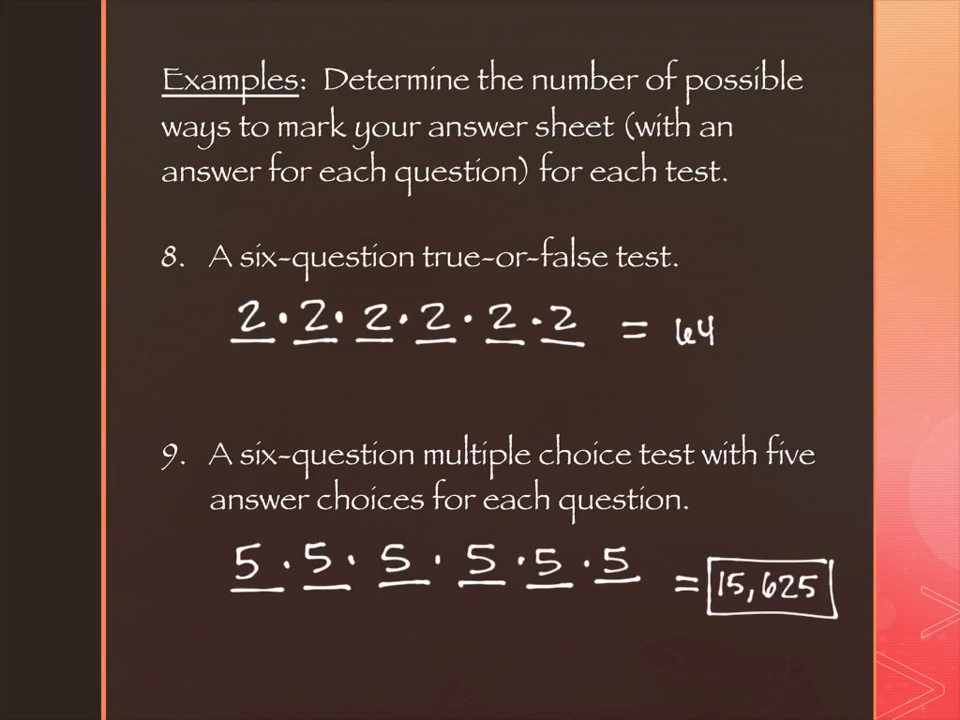 Examples: Determine the number of possible
ways to mark your answer sheet (with an
answer for each question) for each test.
8. A six-question true-or-false test.
2 · 2 · 2 · 2 · 2 · 2 = 64
9. A six-question multiple choice test with five
answer choices for each question.
5 · 5 · 5 · 5 · 5 · 5 = 15,625